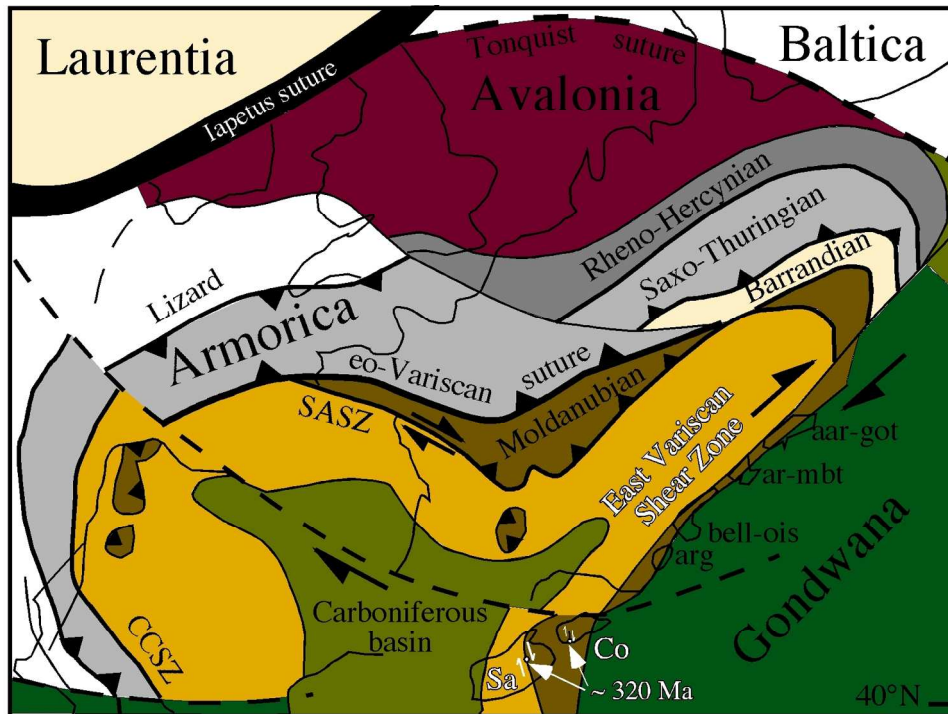 Laurentia
Iapetus suture
Tonquist suture
Baltica
Avalonia
Rheno-Hercynian
Saxo-Thuringian
Barrandian
Lizard
Armorica
eo-Variscan suture
Moldanubian
SASZ
East Variscan
Shear Zone
aar-got
ar-mbt
bell-ois
arg
Gondwana
Carboniferous
basin
CCSZ
Sa
Co
~ 320 Ma
40°N